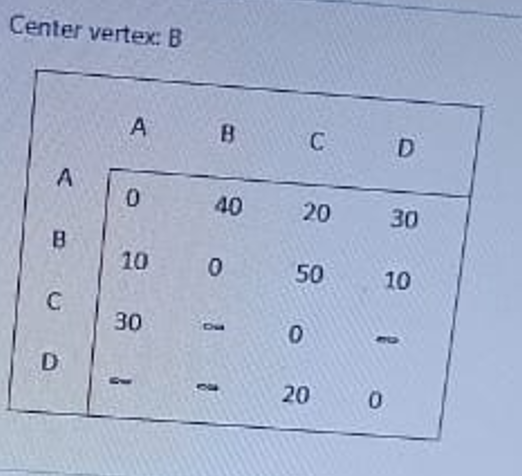 Center vertex: B
A B C D
A 0 40 20 30
B 10 0 50 10
C 30 ∞ 0 ∞
D ∞ ∞ 20 0